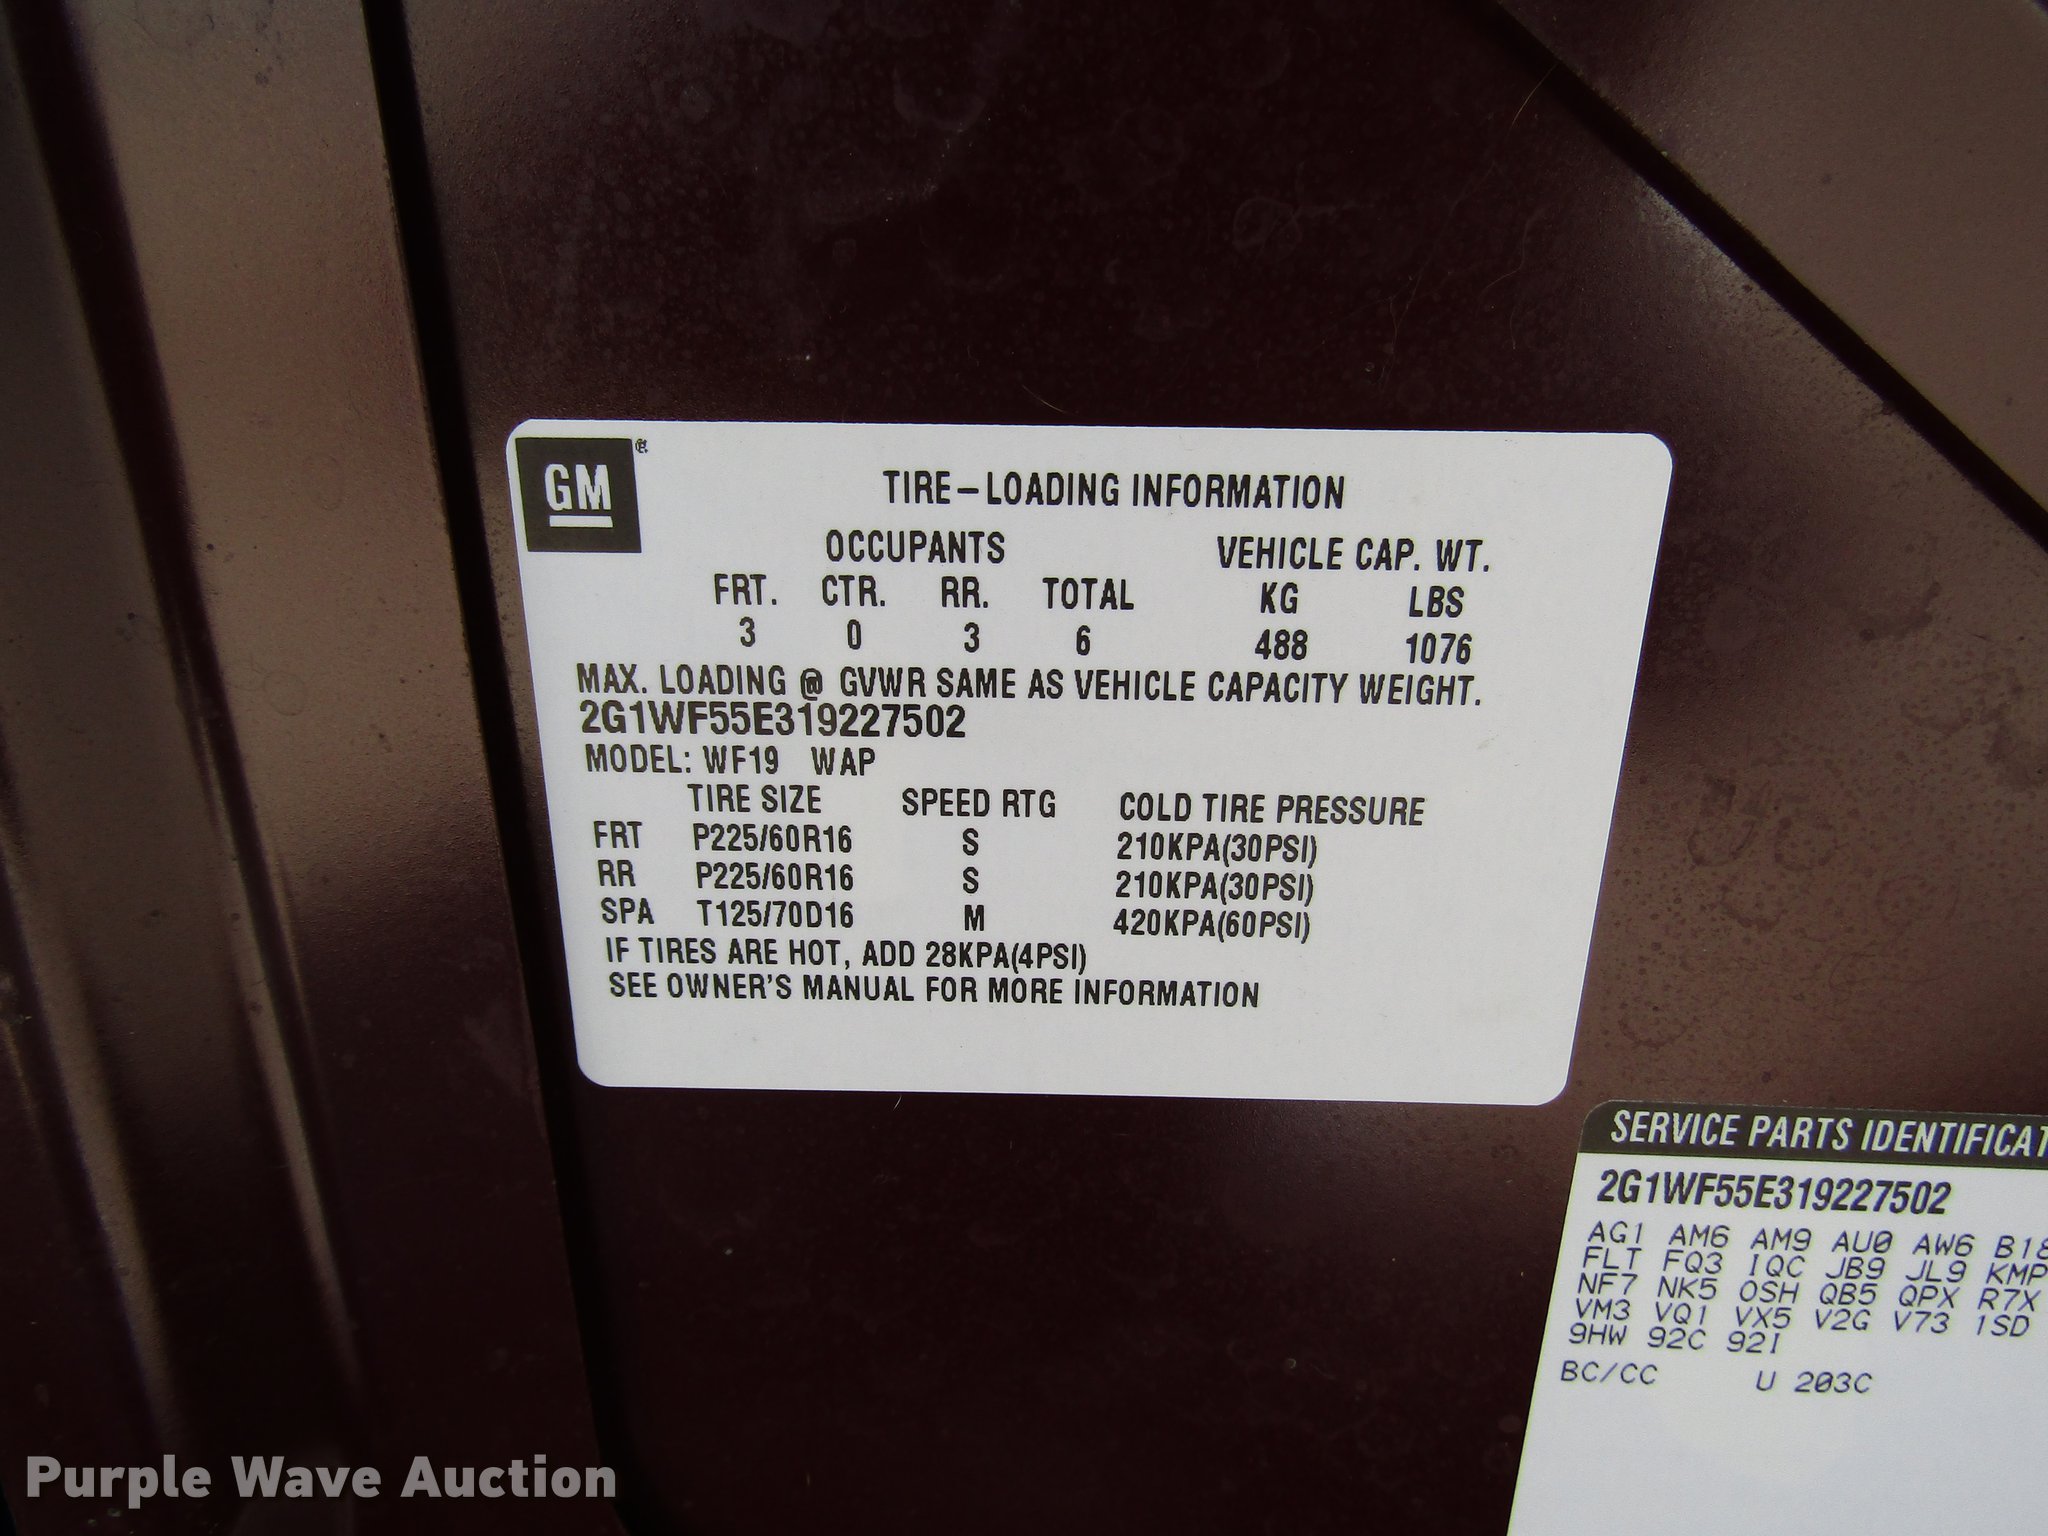 GM
TIRE-LOADING INFORMATION
OCCUPANTS VEHICLE CAP. WT.
FRT. CTR. RR. TOTAL KG LBS
3 0 3 6 488 1076
MAX. LOADING @ GVWR SAME AS VEHICLE CAPACITY WEIGHT.
2G1WF55E319227502
MODEL: WF19 WAP
TIRE SIZE SPEED RTG COLD TIRE PRESSURE
FRT P225/60R16 S 210KPA(30PSI)
RR P225/60R16 S 210KPA(30PSI)
SPA T125/70D16 M 420KPA(60PSI)
IF TIRES ARE HOT, ADD 28KPA(4PSI)
SEE OWNER'S MANUAL FOR MORE INFORMATION
SERVICE PARTS
2G1WF55E319227502
AG1 AM6 AM9 AU0 AW6 B18
FLT FQ3 IQC JB9 JL9 KMP
NF7 NK5 OSH QB5 QPX R7X
VM3 VQ1 VX5 V2G V73 1SD
9HW 92C 92I
BC/CC U 203C
Purple Wave Auction